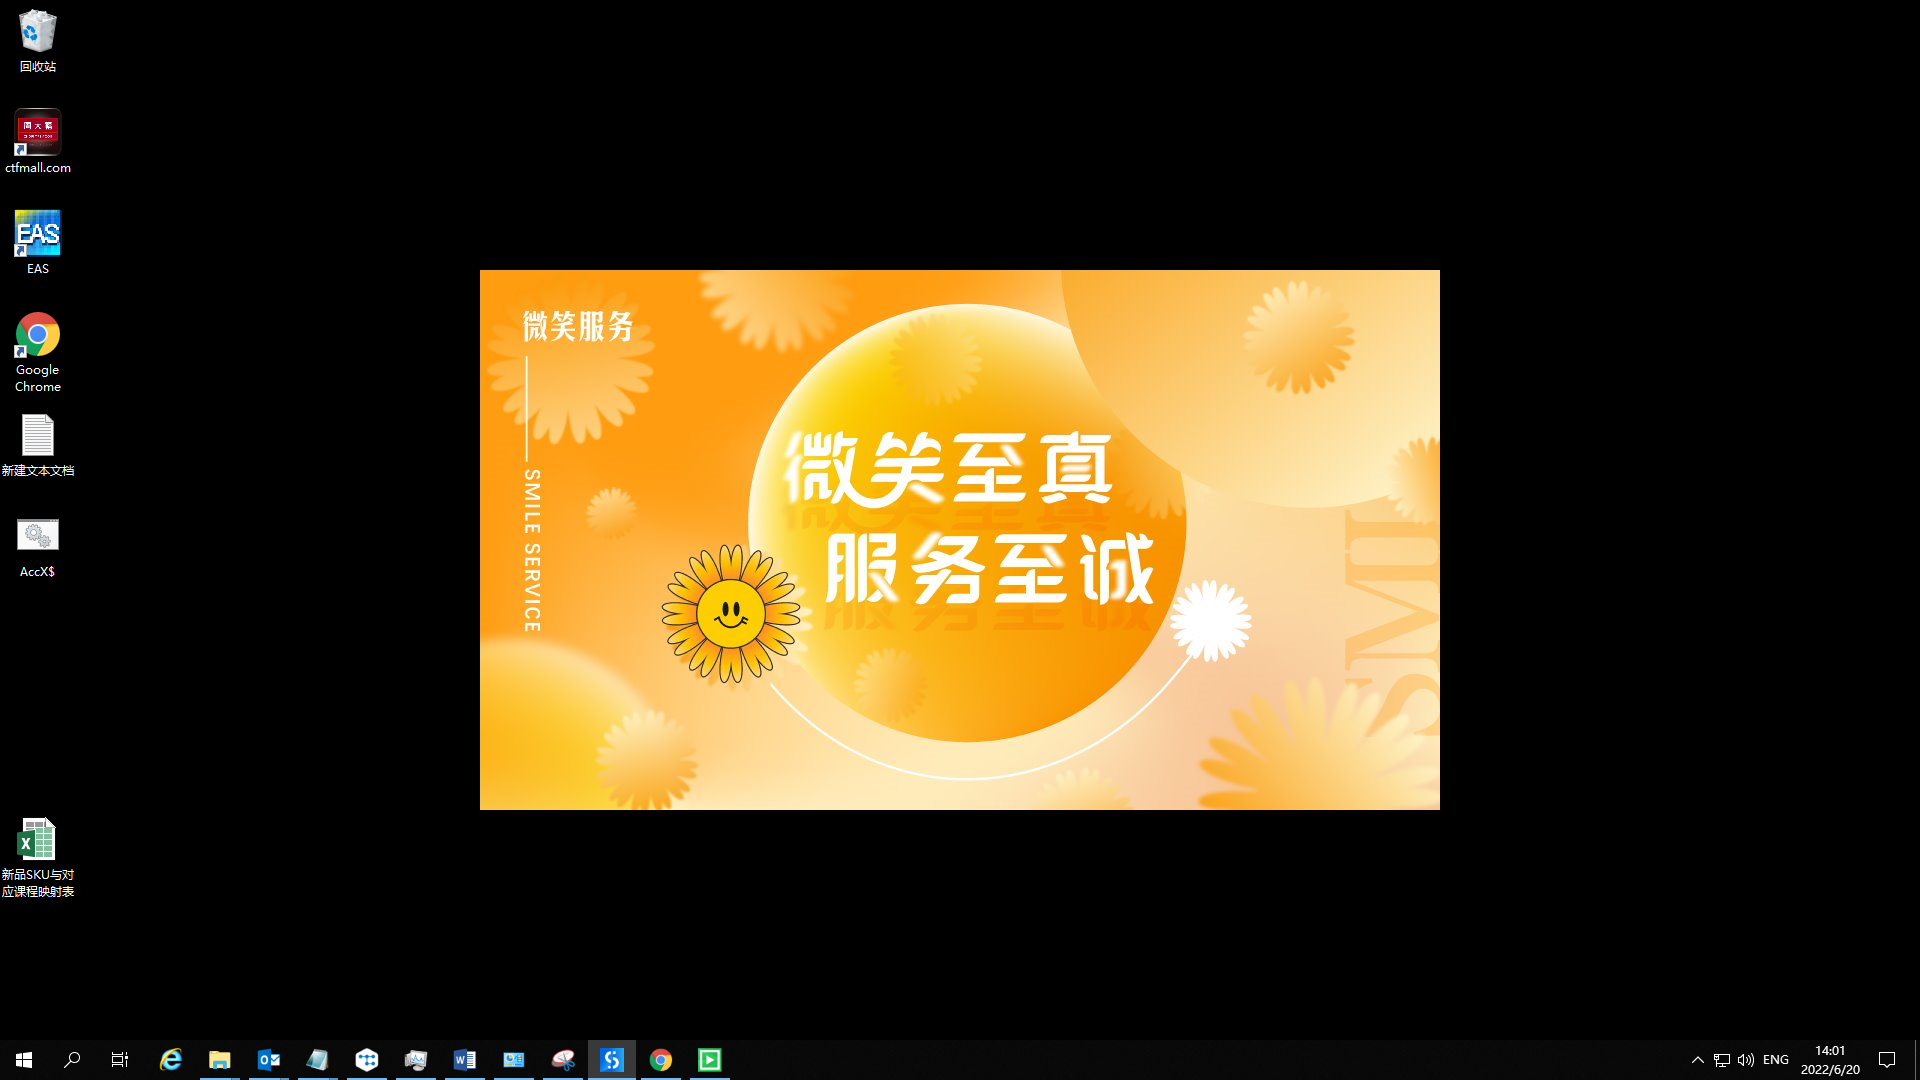 回收站
ctfmall.com
EAS
EAS
Google
Chrome
新建文本文档
AccX$
新品SKU与对
应课程映射表
微笑服务
SMILE SERVICE
微笑至真
服务至诚
SMIL
ENG
14:01
2022/6/20